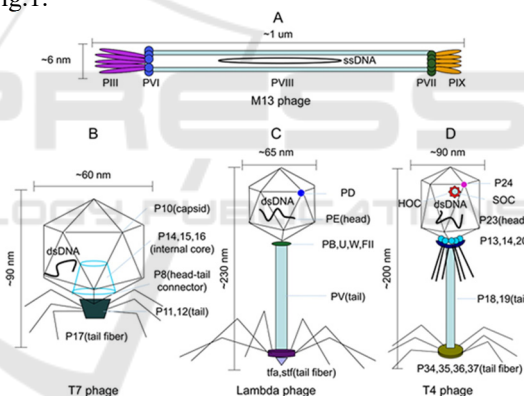 Fig.1.
A
~1 um
~6 nm
ssDNA
PIII
PVI
PVIII
PVII
PIX
M13 phage
B
C
D
~60 nm
~65 nm
~90 nm
~90 nm
dsDNA
P10(capsid)
P14,15,16
(internal core)
P8(head-tail
connector)
P11,12(tail)
P17(tail fiber)
T7 phage
~230 nm
dsDNA
PD
PE(head)
PB,U,W,FII
PV(tail)
tfa,stf(tail fiber)
Lambda phage
~200 nm
HOC
dsDNA
P24
SOC
P23(head)
P13,14,20
P18,19(tail
P34,35,36,37(tail fiber)
T4 phage